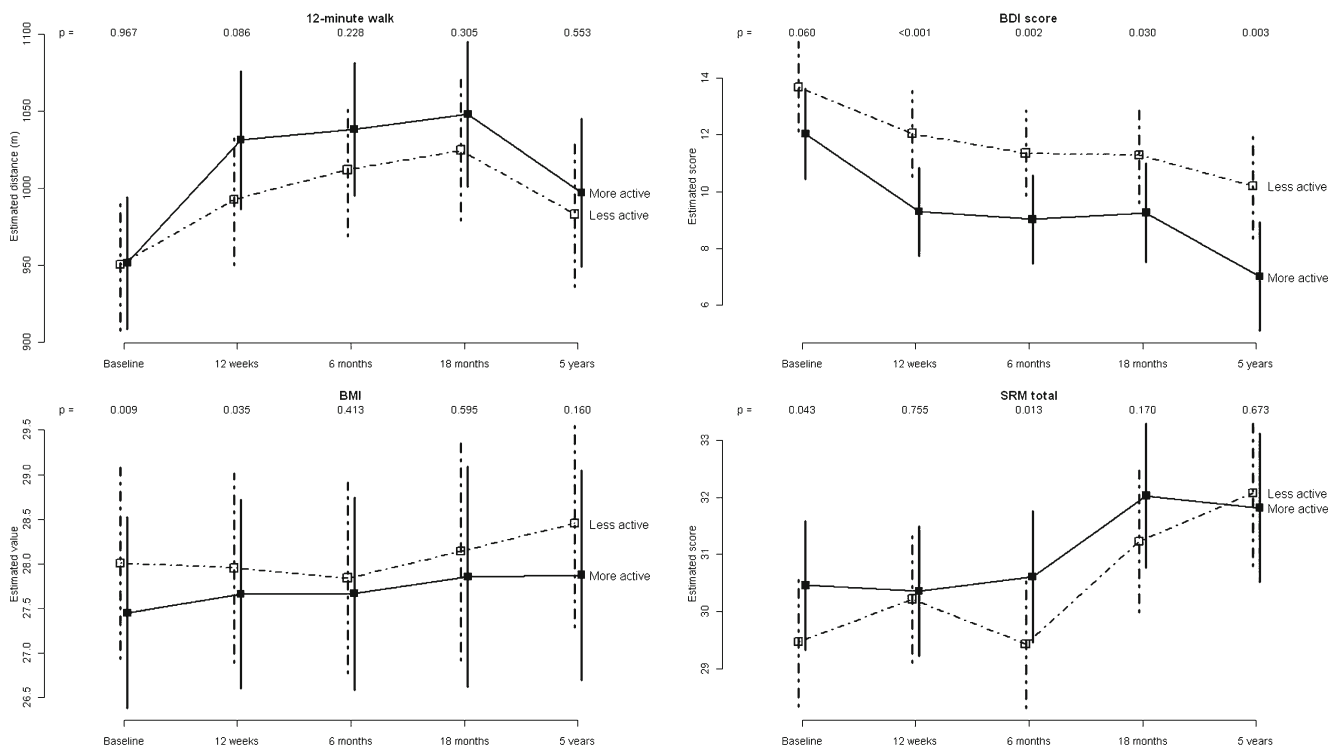 12-minute walk
p = 0.967 0.086 0.228 0.305 0.553
Estimated distance (m)
1100
1050
1000
950
900
More active
Less active
Baseline 12 weeks 6 months 18 months 5 years
BDI score
p = 0.060 <0.001 0.002 0.030 0.003
Estimated score
14
12
10
8
6
Less active
More active
Baseline 12 weeks 6 months 18 months 5 years
BMI
p = 0.009 0.035 0.413 0.595 0.160
Estimated value
29.5
29.0
28.5
28.0
27.5
27.0
26.5
Less active
More active
Baseline 12 weeks 6 months 18 months 5 years
SRM total
p = 0.043 0.755 0.013 0.170 0.673
Estimated score
33
32
31
30
29
Less active
More active
Baseline 12 weeks 6 months 18 months 5 years